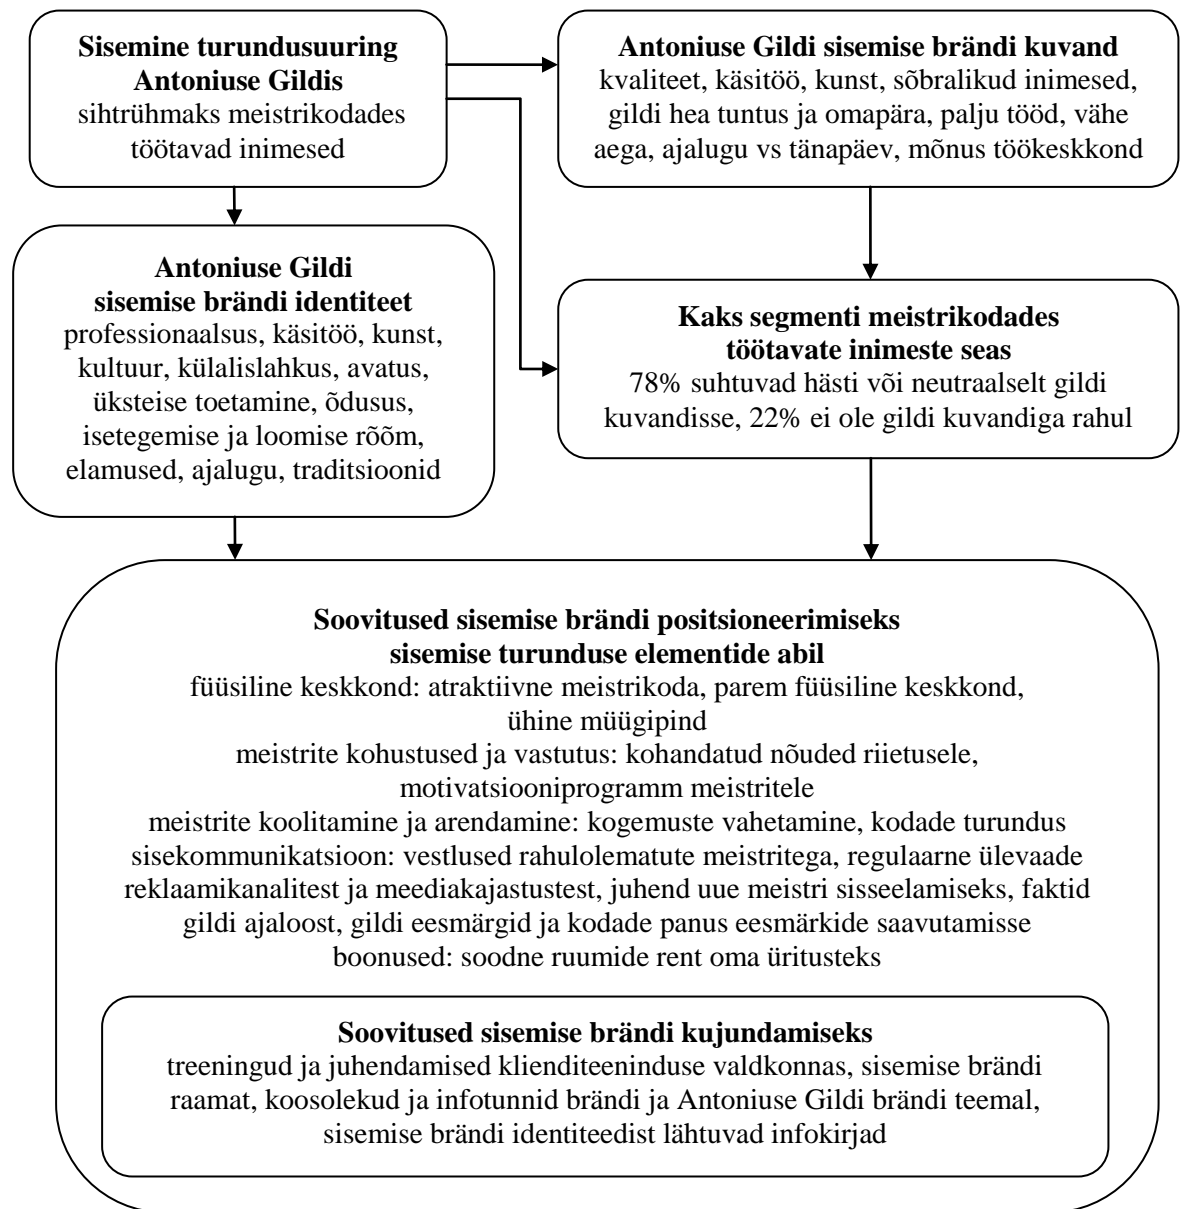 Sisemine turundusuuring
Antoniuse Gildis
sihtrühmaks meistrikodades
töötavad inimesed
Antoniuse Gildi sisemise brändi kuvand
kvaliteet, käsitöö, kunst, sõbralikud inimesed,
gildi hea tuntus ja omapära, palju tööd, vähe
aega, ajalugu vs tänapäev, mõnus töökeskkond
Antoniuse Gildi
sisemise brändi identiteet
professionaalsus, käsitöö, kunst,
kultuur, külalislahkus, avatus,
üksteise toetamine, õdusus,
isetegemise ja loomise rõõm,
elamused, ajalugu, traditsioonid
Kaks segmenti meistrikodades
töötavate inimeste seas
78% suhtuvad hästi või neutraalselt gildi
kuvandisse, 22% ei ole gildi kuvandiga rahul
Soovitused sisemise brändi positsioneerimiseks
sisemise turunduse elementide abil
füüsiline keskkond: atraktiivne meistrikoda, parem füüsiline keskkond,
ühine müügipind
meistrite kohustused ja vastutus: kohandatud nõuded riietusele,
motivatsiooniprogramm meistritele
meistrite koolitamine ja arendamine: kogemuste vahetamine, kodade turundus
sisekommunikatsioon: vestlused rahulolematute meistritega, regulaarne ülevaade
reklaamikanalitest ja meediakajastustest, juhend uue meistri sisseelamiseks, faktid
gildi ajaloost, gildi eesmärgid ja kodade panus eesmärkide saavutamisse
boonused: soodne ruumide rent oma üritusteks
Soovitused sisemise brändi kujundamiseks
treeningud ja juhendamised klienditeeninduse valdkonnas, sisemise brändi
raamat, koosolekud ja infotunnid brändi ja Antoniuse Gildi brändi teemal,
sisemise brändi identiteedist lähtuvad infokirjad